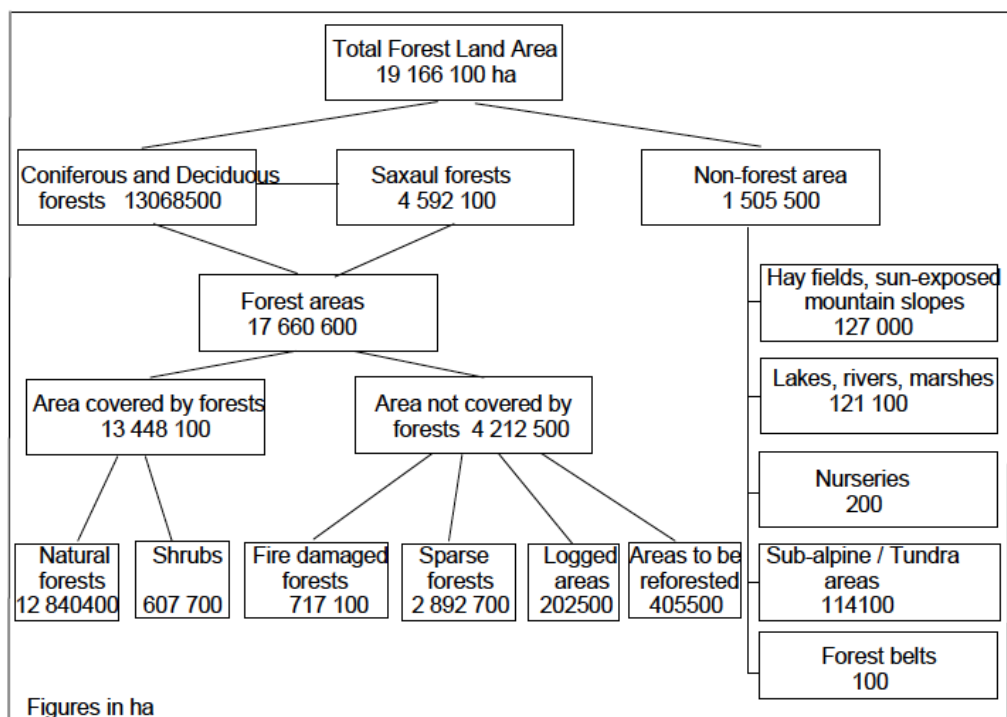 Total Forest Land Area
19 166 100 ha
Coniferous and Deciduous
forests 13068500
Saxaul forests
4 592 100
Non-forest area
1 505 500
Forest areas
17 660 600
Area covered by forests
13 448 100
Area not covered by
forests 4 212 500
Natural
forests
12 840400
Shrubs
607 700
Fire damaged
forests
717 100
Sparse
forests
2 892 700
Logged
areas
202500
Areas to be
reforested
405500
Hay fields, sun-exposed
mountain slopes
127 000
Lakes, rivers, marshes
121 100
Nurseries
200
Sub-alpine / Tundra
areas
114100
Forest belts
100
Figures in ha